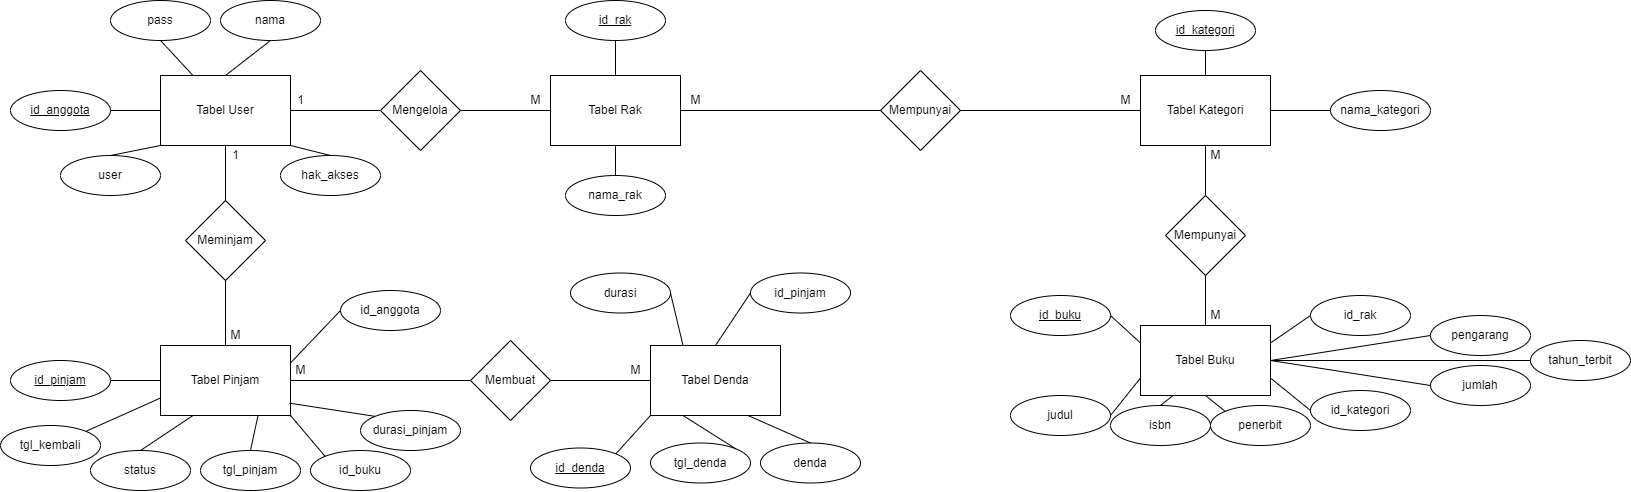 pass
nama
id_rak
id_kategori
id_anggota
Tabel User
1
Mengelola
M
Tabel Rak
M
Mempunyai
M
Tabel Kategori
nama_kategori
user
1
hak_akses
nama_rak
M
Meminjam
Mempunyai
M
id_anggota
durasi
id_pinjam
M
id_buku
id_rak
pengarang
id_pinjam
Tabel Pinjam
M
Membuat
M
Tabel Denda
Tabel Buku
tahun_terbit
jumlah
judul
isbn
penerbit
id_kategori
tgl_kembali
status
tgl_pinjam
id_buku
durasi_pinjam
id_denda
tgl_denda
denda